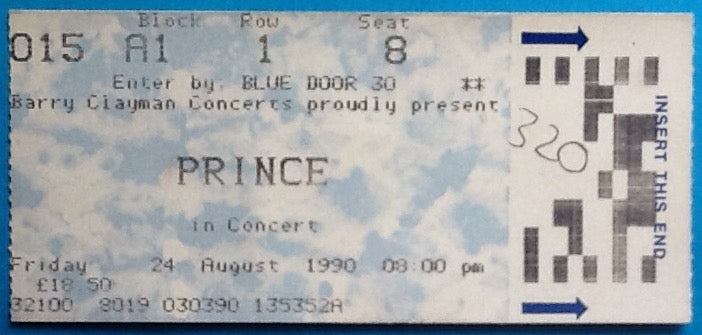 Block Row Seat
015 A1 1 8
Enter by. BLUE DOOR 30 **
Barry Clayman Concerts proudly present
PRINCE
in Concert
Friday 24 August 1990 08:00 pm
£18 50
32100 8019 030390 135352A
320
INSERT THIS END